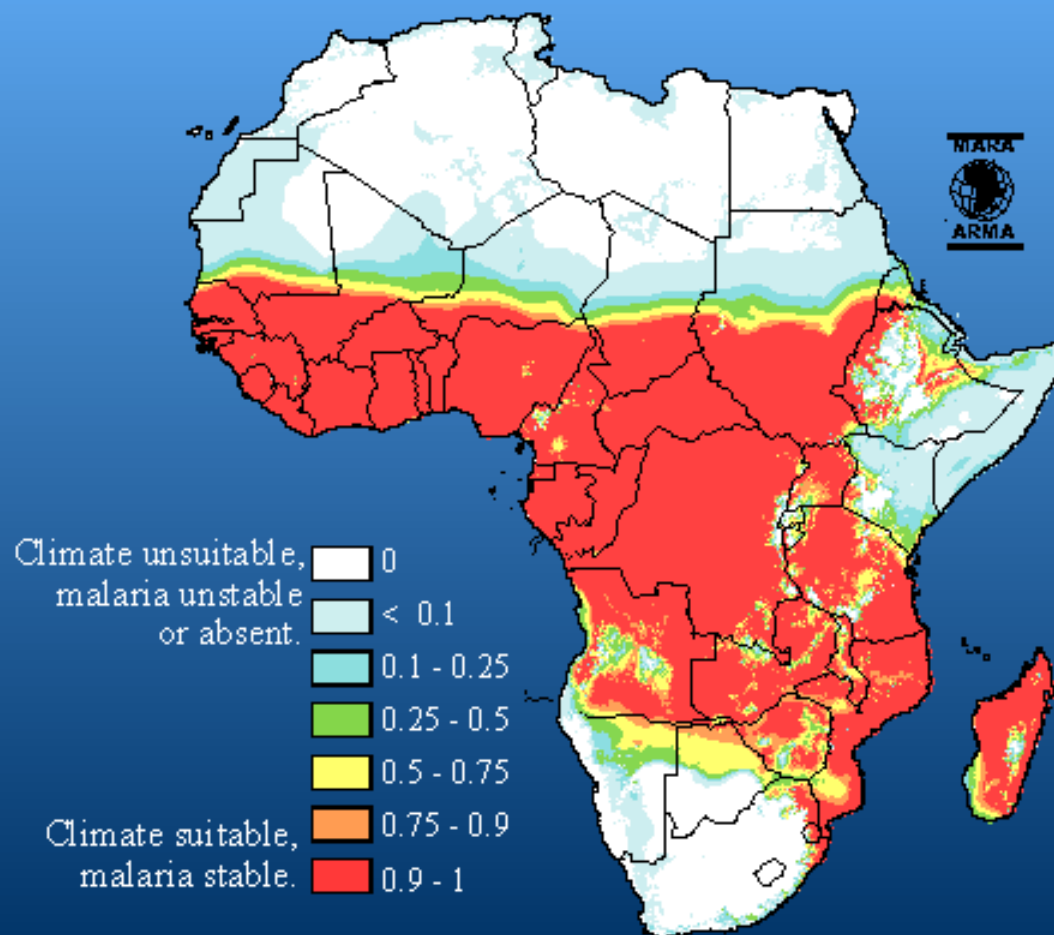 MARA
ARMA
Climate unsuitable,
malaria unstable
or absent.
0
< 0.1
0.1 - 0.25
0.25 - 0.5
0.5 - 0.75
0.75 - 0.9
Climate suitable,
malaria stable.
0.9 - 1